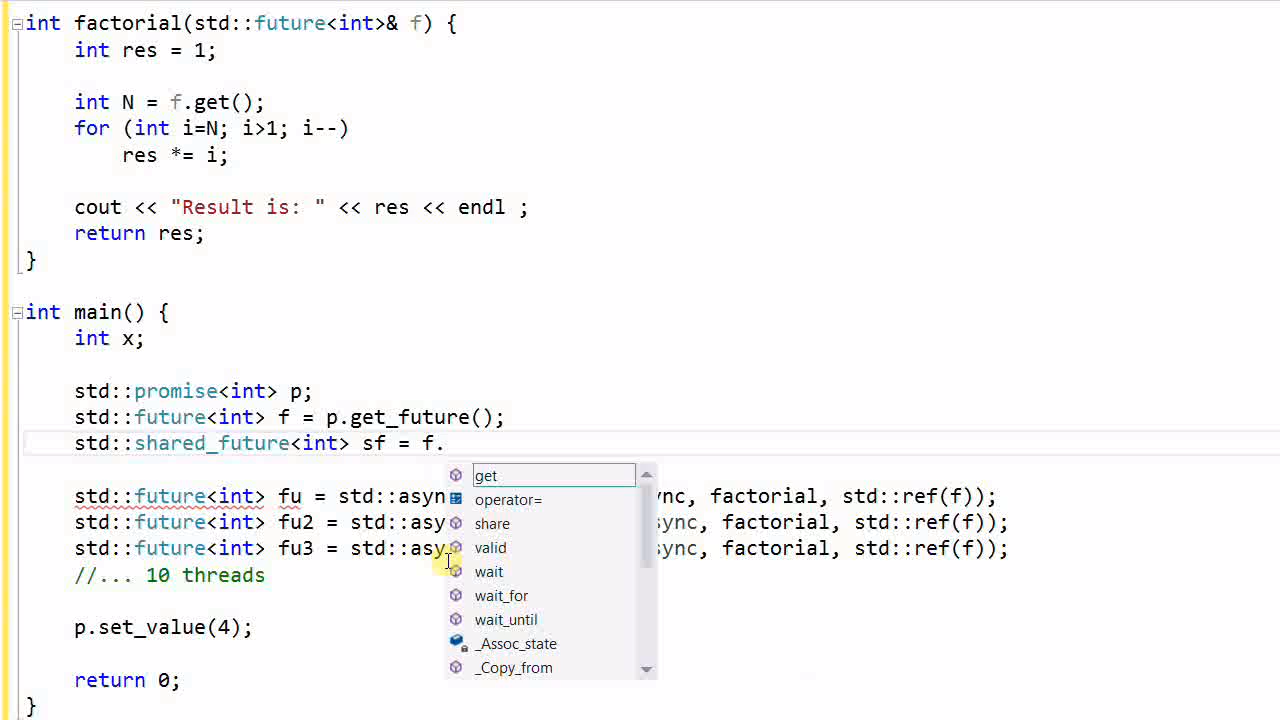 int factorial(std::future<int>& f) {
    int res = 1;

    int N = f.get();
    for (int i=N; i>1; i--)
        res *= i;

    cout << "Result is: " << res << endl ;
    return res;
}

int main() {
    int x;

    std::promise<int> p;
    std::future<int> f = p.get_future();
    std::shared_future<int> sf = f.
get
operator=
share
valid
wait
wait_for
wait_until
_Assoc_state
_Copy_from
    std::future<int> fu = std::asyn nc, factorial, std::ref(f));
    std::future<int> fu2 = std::asy sync, factorial, std::ref(f));
    std::future<int> fu3 = std::asy sync, factorial, std::ref(f));
    //... 10 threads

    p.set_value(4);

    return 0;
}